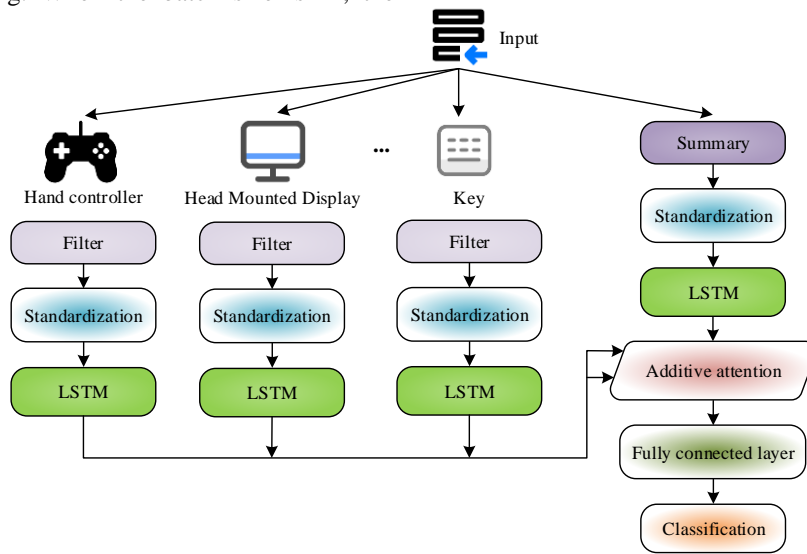 Input
Summary
Hand controller
Head Mounted Display
...
Key
Filter
Filter
Filter
Standardization
Standardization
Standardization
Standardization
LSTM
LSTM
LSTM
LSTM
Additive attention
Fully connected layer
Classification